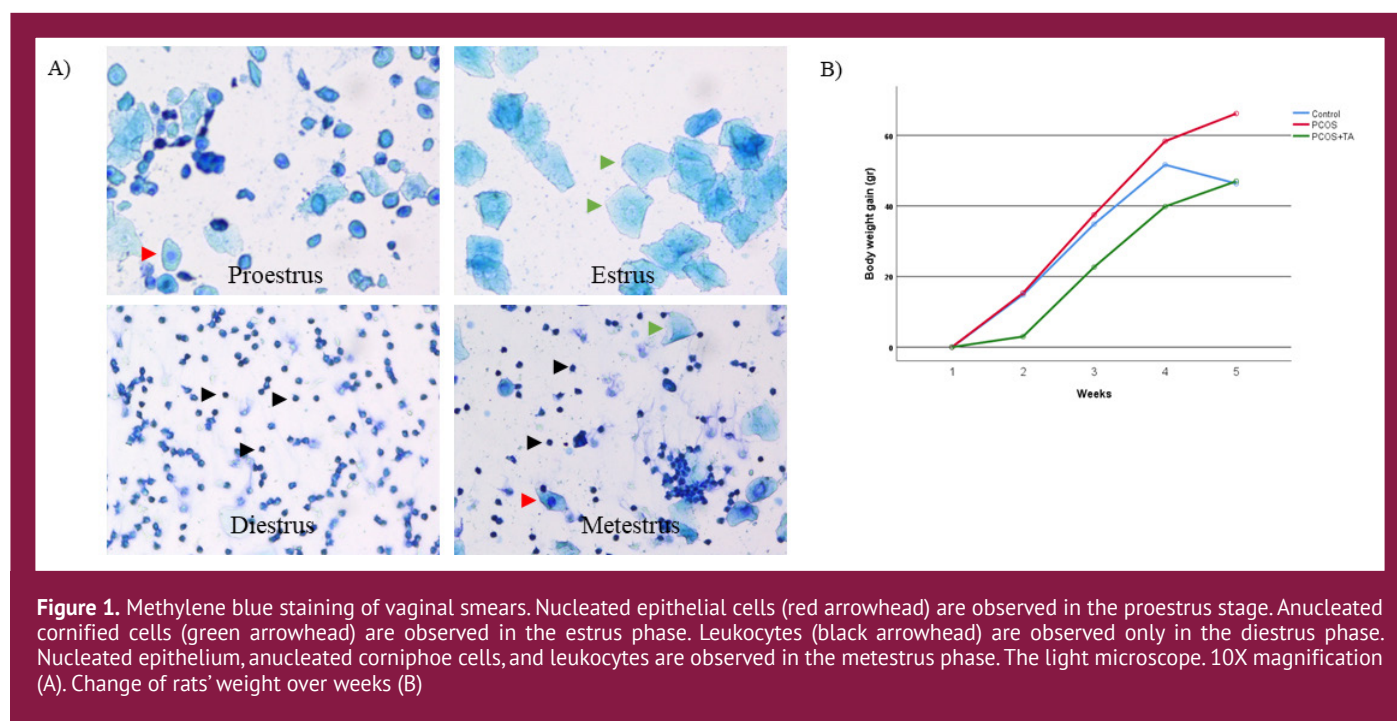 A)
Proestrus
Estrus
Diestrus
Metestrus
B)
Control
PCOS
PCOS+TA
Body weight gain (gr)
60
40
20
0
1 2 3 4 5
Weeks
Figure 1. Methylene blue staining of vaginal smears. Nucleated epithelial cells (red arrowhead) are observed in the proestrus stage. Anucleated
cornified cells (green arrowhead) are observed in the estrus phase. Leukocytes (black arrowhead) are observed only in the diestrus phase.
Nucleated epithelium, anucleated corniphoe cells, and leukocytes are observed in the metestrus phase. The light microscope. 10X magnification
(A). Change of rats' weight over weeks (B)